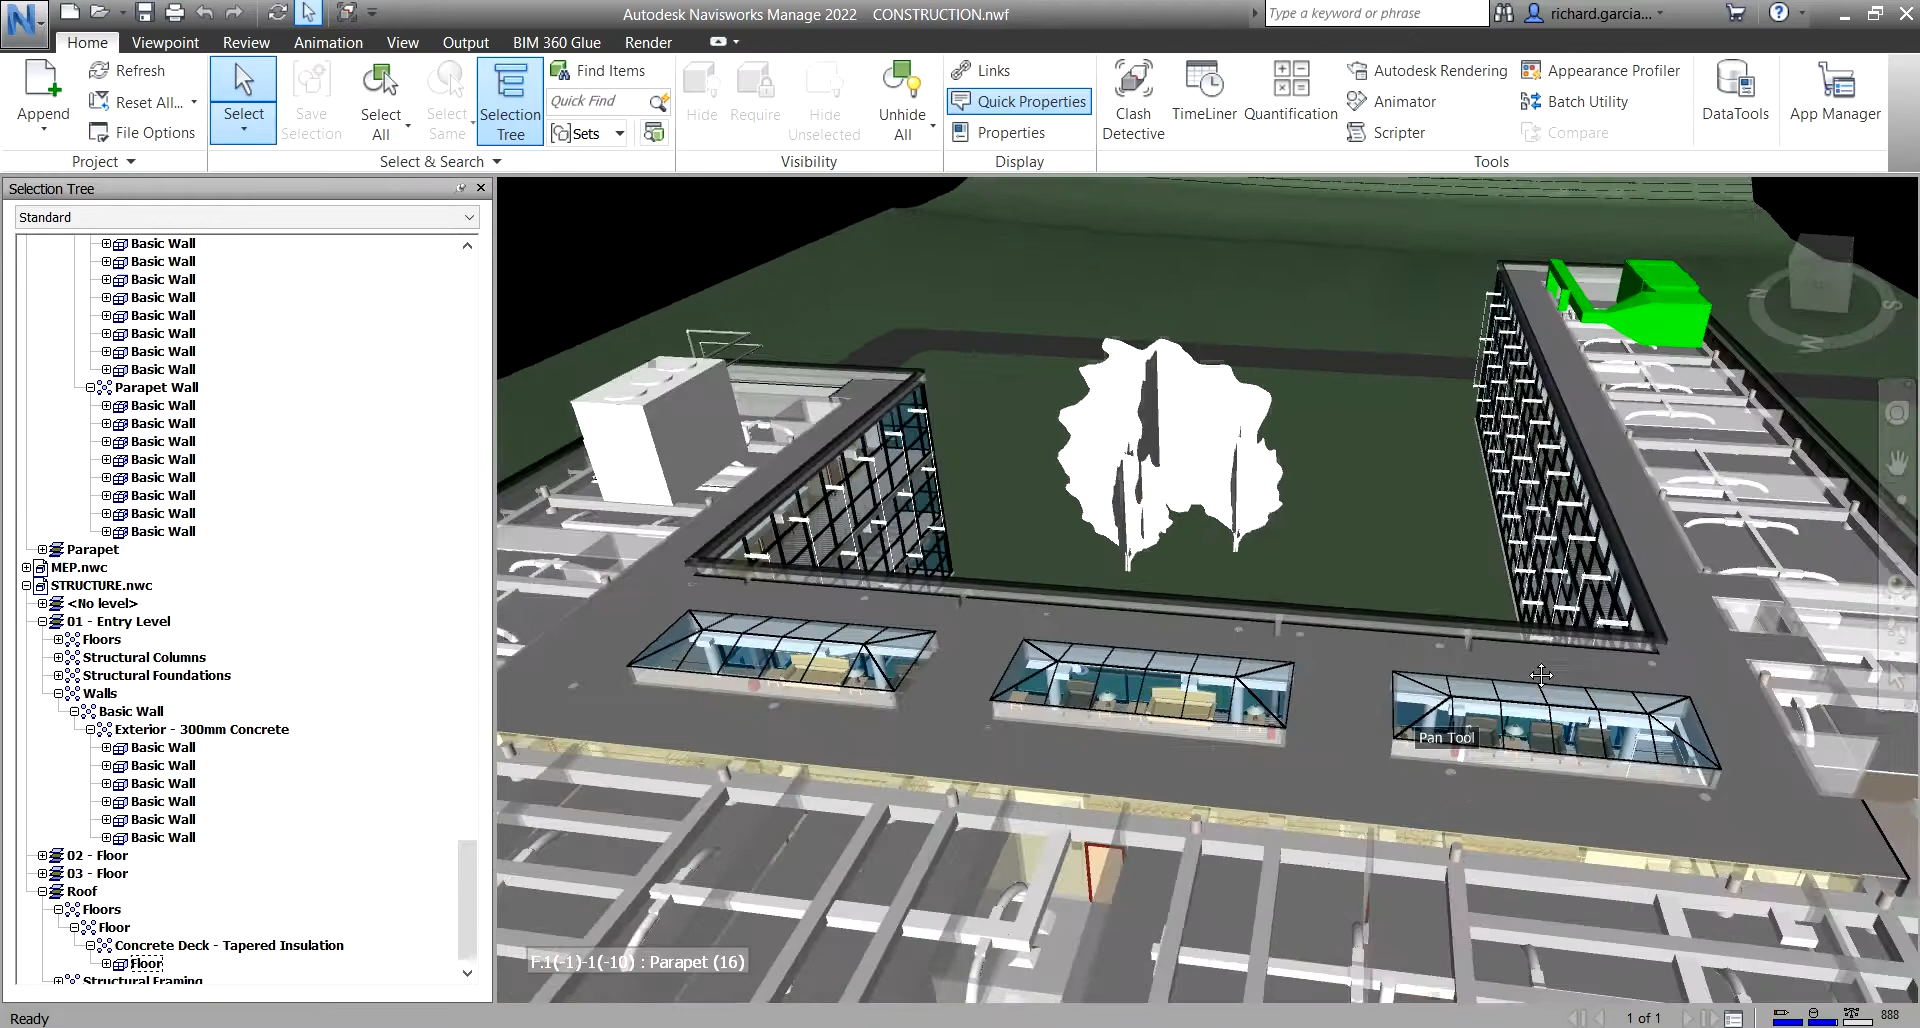 Autodesk Navisworks Manage 2022 CONSTRUCTION.nwf
Type a keyword or phrase
richard.garcia...
Home Viewpoint Review Animation View Output BIM 360 Glue Render
Append
Refresh
Reset All...
File Options
Project
Select
Save Selection
Select All
Select Same
Selection Tree
Find Items
Quick Find
Sets
Select & Search
Hide
Require
Hide Unselected
Unhide All
Visibility
Links
Quick Properties
Properties
Display
Clash Detective
TimeLiner
Quantification
Autodesk Rendering
Animator
Scripter
Appearance Profiler
Batch Utility
Compare
Tools
DataTools
App Manager
Selection Tree
Standard
Basic Wall
Basic Wall
Basic Wall
Basic Wall
Basic Wall
Basic Wall
Basic Wall
Basic Wall
Parapet Wall
Basic Wall
Basic Wall
Basic Wall
Basic Wall
Basic Wall
Basic Wall
Basic Wall
Basic Wall
Parapet
MEP.nwc
STRUCTURE.nwc
<No level>
01 - Entry Level
Floors
Structural Columns
Structural Foundations
Walls
Basic Wall
Exterior - 300mm Concrete
Basic Wall
Basic Wall
Basic Wall
Basic Wall
Basic Wall
Basic Wall
02 - Floor
03 - Floor
Roof
Floors
Floor
Concrete Deck - Tapered Insulation
Floor
Structural Framing
N
S
W
Pan Tool
F.1(-1)-1(-10) : Parapet (16)
Ready
1 of 1
888